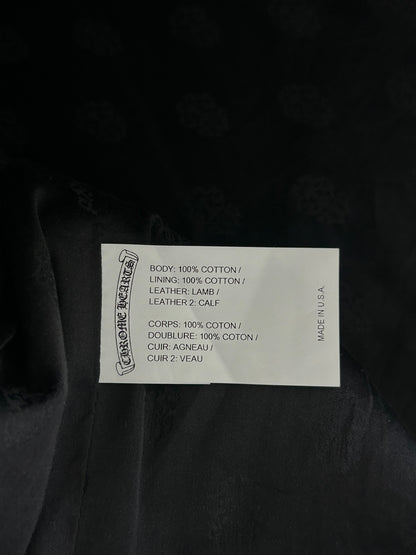 CHROME HEARTS
BODY: 100% COTTON /
LINING: 100% COTTON /
LEATHER: LAMB /
LEATHER 2: CALF
CORPS: 100% COTON /
DOUBLURE: 100% COTON /
CUIR: AGNEAU /
CUIR 2: VEAU
MADE IN U.S.A.